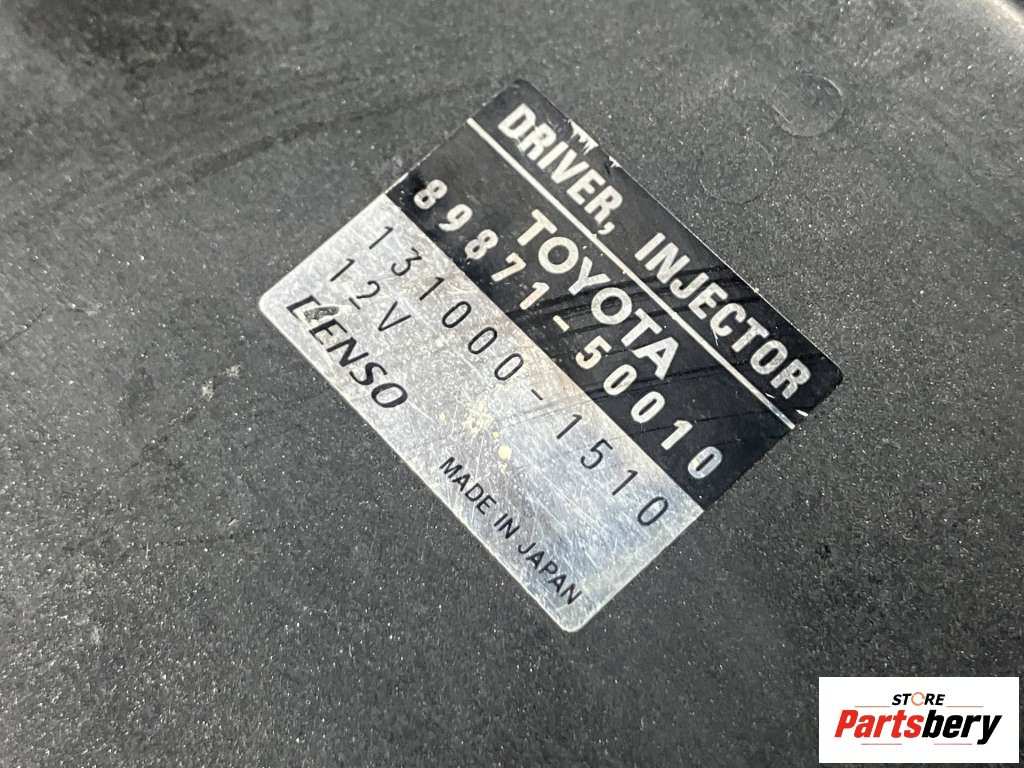 DRIVER, INJECTOR
TOYOTA
89871-50010
131000-1510
12V
DENSO
MADE IN JAPAN
STORE
Partsbery